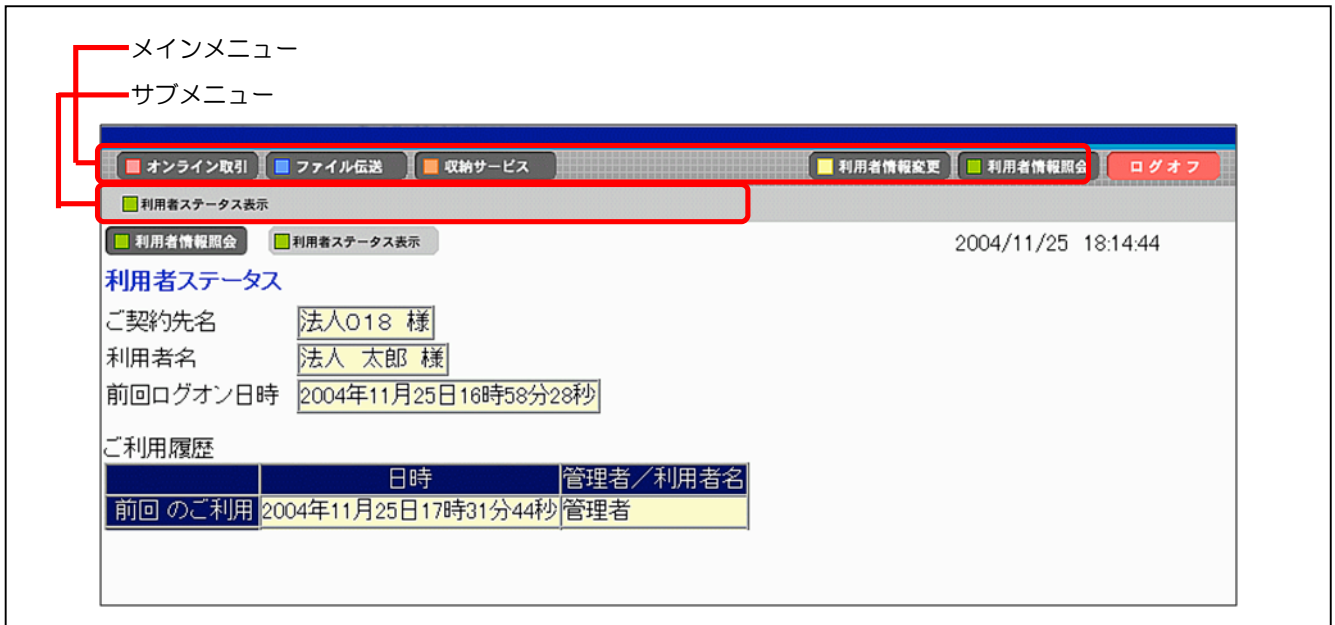 メインメニュー
サブメニュー
オンライン取引 ファイル伝送 収納サービス 利用者情報変更 利用者情報照会 ログオフ
利用者ステータス表示
利用者情報照会 利用者ステータス表示 2004/11/25 18:14:44
利用者ステータス
ご契約先名 法人018 様
利用者名 法人 太郎 様
前回ログオン日時 2004年11月25日16時58分28秒
ご利用履歴
日時 管理者／利用者名
前回 のご利用 2004年11月25日17時31分44秒 管理者